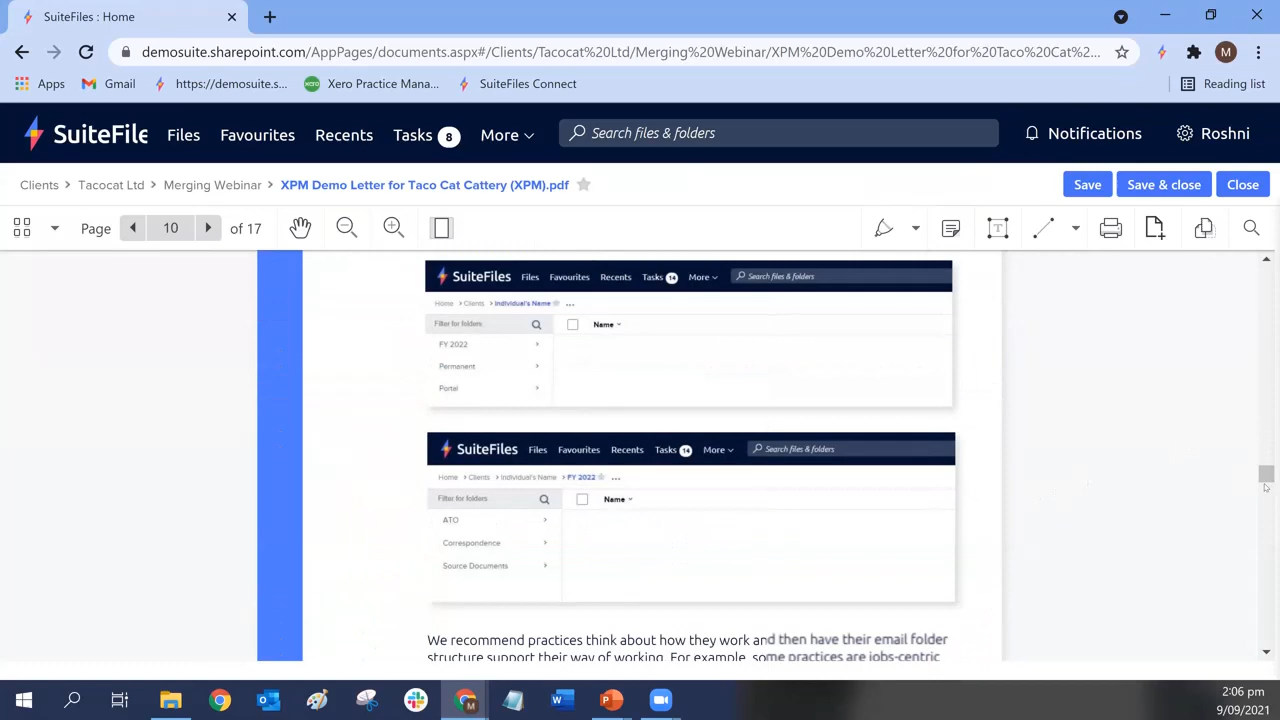 SuiteFiles : Home
demosuite.sharepoint.com/AppPages/documents.aspx#/Clients/Tacocat%20Ltd/Merging%20Webinar/XPM%20Demo%20Letter%20for%20Taco%20Cat%2...
M
Apps Gmail https://demosuite.s... Xero Practice Mana... SuiteFiles Connect Reading list
SuiteFile Files Favourites Recents Tasks 8 More Search files & folders Notifications Roshni
Clients > Tacocat Ltd > Merging Webinar > XPM Demo Letter for Taco Cat Cattery (XPM).pdf Save Save & close Close
Page 10 of 17
SuiteFiles Files Favourites Recents Tasks 14 More Search files & folders
Home > Clients > Individual's Name ...
Filter for folders Name
FY 2022
Permanent
Portal
SuiteFiles Files Favourites Recents Tasks 14 More Search files & folders
Home > Clients > Individual's Name > FY 2022 ...
Filter for folders Name
ATO
Correspondence
Source Documents
We recommend practices think about how they work and then have their email folder
structure support their way of working. For example, some practices are jobs-centric
2:06 pm
9/09/2021